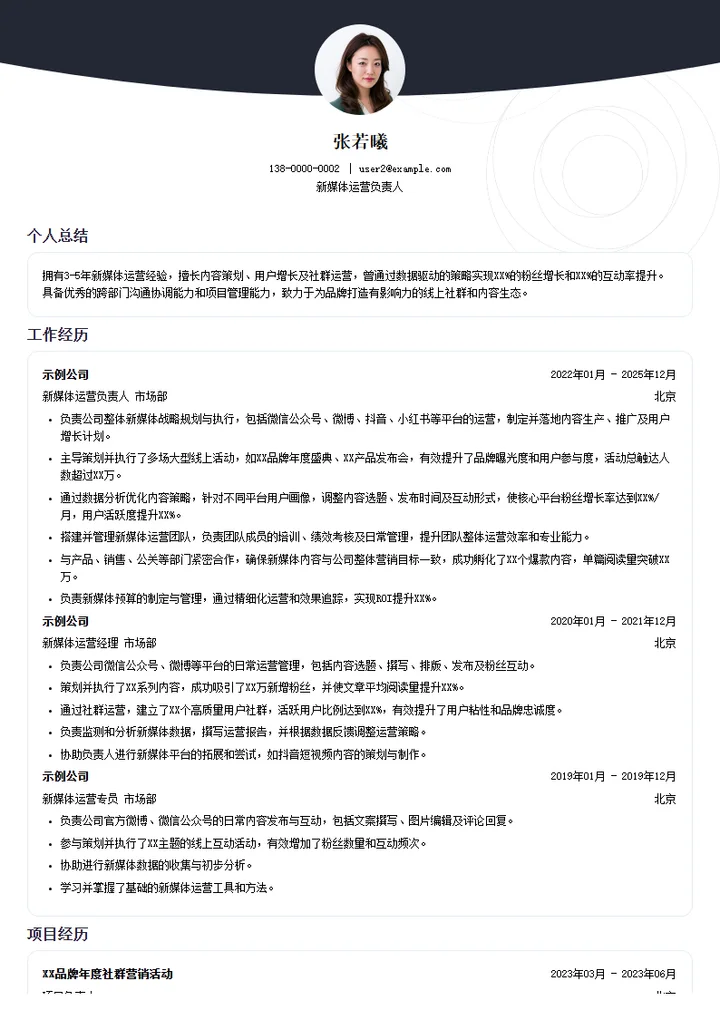 张若曦
138-0000-0002 | user2@example.com
新媒体运营负责人
个人总结
拥有3-5年新媒体运营经验，擅长内容策划、用户增长及社群运营，曾通过数据驱动的策略实现XX%的粉丝增长和XX%的互动率提升。
具备优秀的跨部门沟通协调能力和项目管理能力，致力于为品牌打造有影响力的线上社群和内容生态。
工作经历
示例公司 2022年01月 - 2025年12月
新媒体运营负责人 市场部 北京
• 负责公司整体新媒体战略规划与执行，包括微信公众号、微博、抖音、小红书等平台的运营，制定并落地内容生产、推广及用户
增长计划。
• 主导策划并执行了多场大型线上活动，如XX品牌年度盛典、XX产品发布会，有效提升了品牌曝光度和用户参与度，活动总触达人
数超过XX万。
• 通过数据分析优化内容策略，针对不同平台用户画像，调整内容选题、发布时间及互动形式，使核心平台粉丝增长率达到XX%/
月，用户活跃度提升XX%。
• 搭建并管理新媒体运营团队，负责团队成员的培训、绩效考核及日常管理，提升团队整体运营效率和专业能力。
• 与产品、销售、公关等部门紧密合作，确保新媒体内容与公司整体营销目标一致，成功孵化了XX个爆款内容，单篇阅读量突破XX
万。
• 负责新媒体预算的制定与管理，通过精细化运营和效果追踪，实现ROI提升XX%。
示例公司 2020年01月 - 2021年12月
新媒体运营经理 市场部 北京
• 负责公司微信公众号、微博等平台的日常运营管理，包括内容选题、撰写、排版、发布及粉丝互动。
• 策划并执行了XX系列内容，成功吸引了XX万新增粉丝，并使文章平均阅读量提升XX%。
• 通过社群运营，建立了XX个高质量用户社群，活跃用户比例达到XX%，有效提升了用户粘性和品牌忠诚度。
• 负责监测和分析新媒体数据，撰写运营报告，并根据数据反馈调整运营策略。
• 协助负责人进行新媒体平台的拓展和尝试，如抖音短视频内容的策划与制作。
示例公司 2019年01月 - 2019年12月
新媒体运营专员 市场部 北京
• 负责公司官方微博、微信公众号的日常内容发布与互动，包括文案撰写、图片编辑及评论回复。
• 参与策划并执行了XX主题的线上互动活动，有效增加了粉丝数量和互动频次。
• 协助进行新媒体数据的收集与初步分析。
• 学习并掌握了基础的新媒体运营工具和方法。
项目经历
XX品牌年度社群营销活动 2023年03月 - 2023年06月